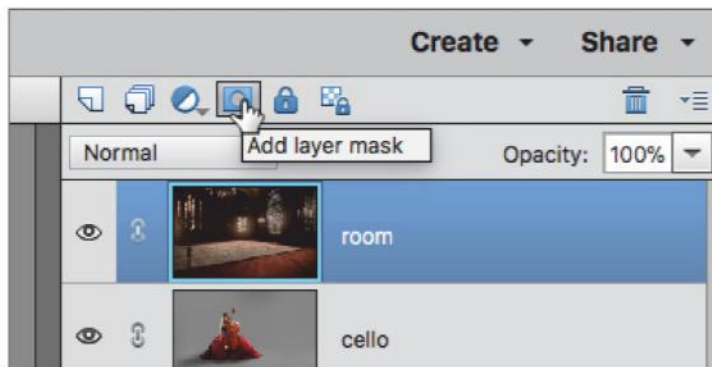 Create Share
Add layer mask
Normal Opacity: 100%
room
cello